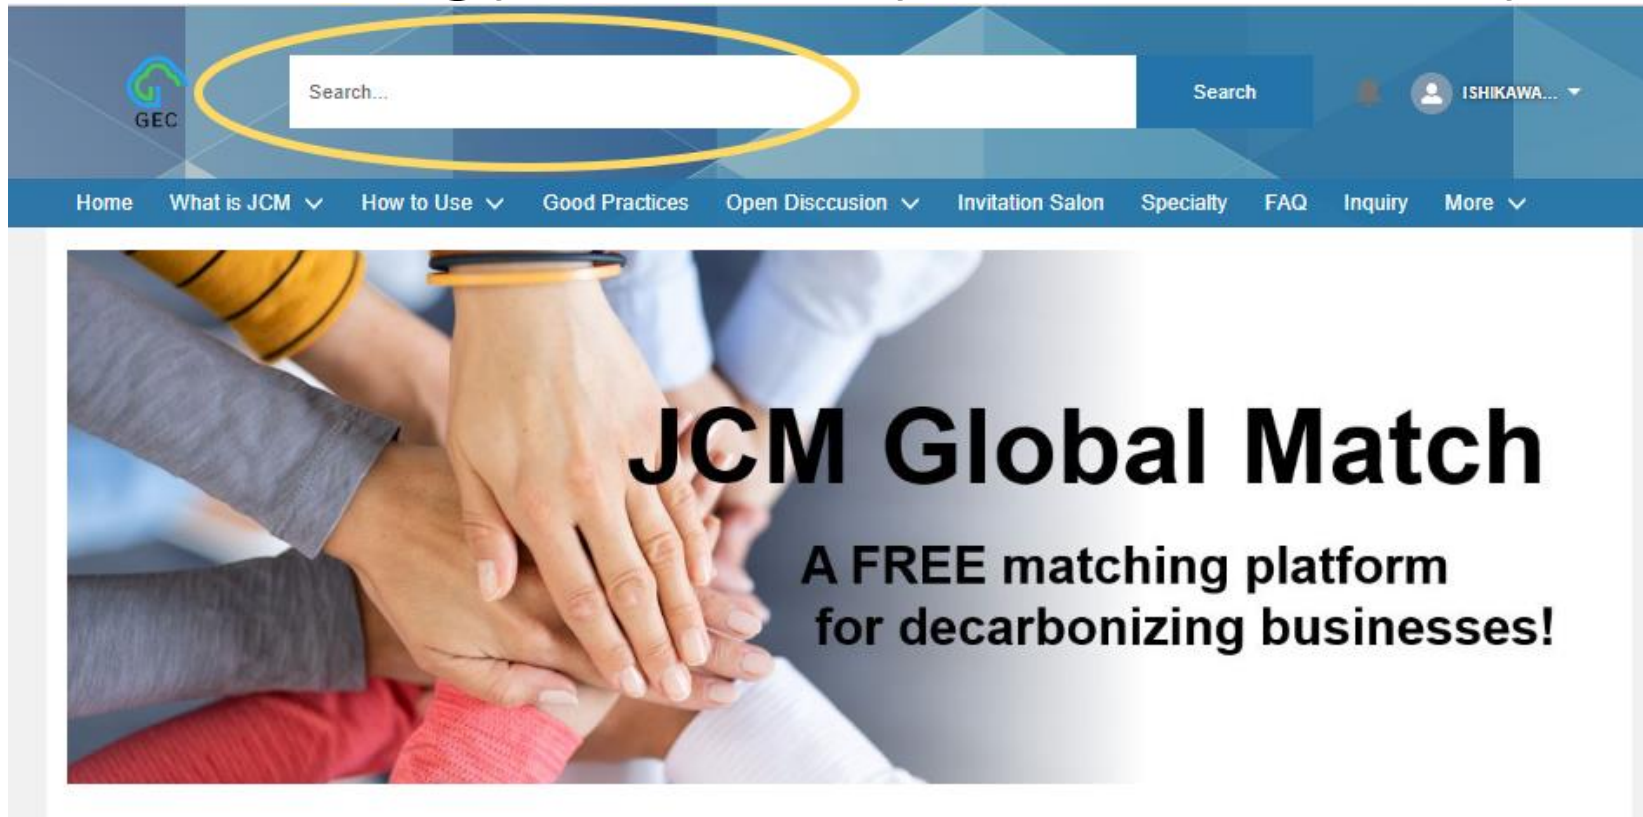 Search...
Search
ISHIKAWA...
GEC
Home What is JCM How to Use Good Practices Open Disccusion Invitation Salon Specialty FAQ Inquiry More
JCM Global Match
A FREE matching platform
for decarbonizing businesses!